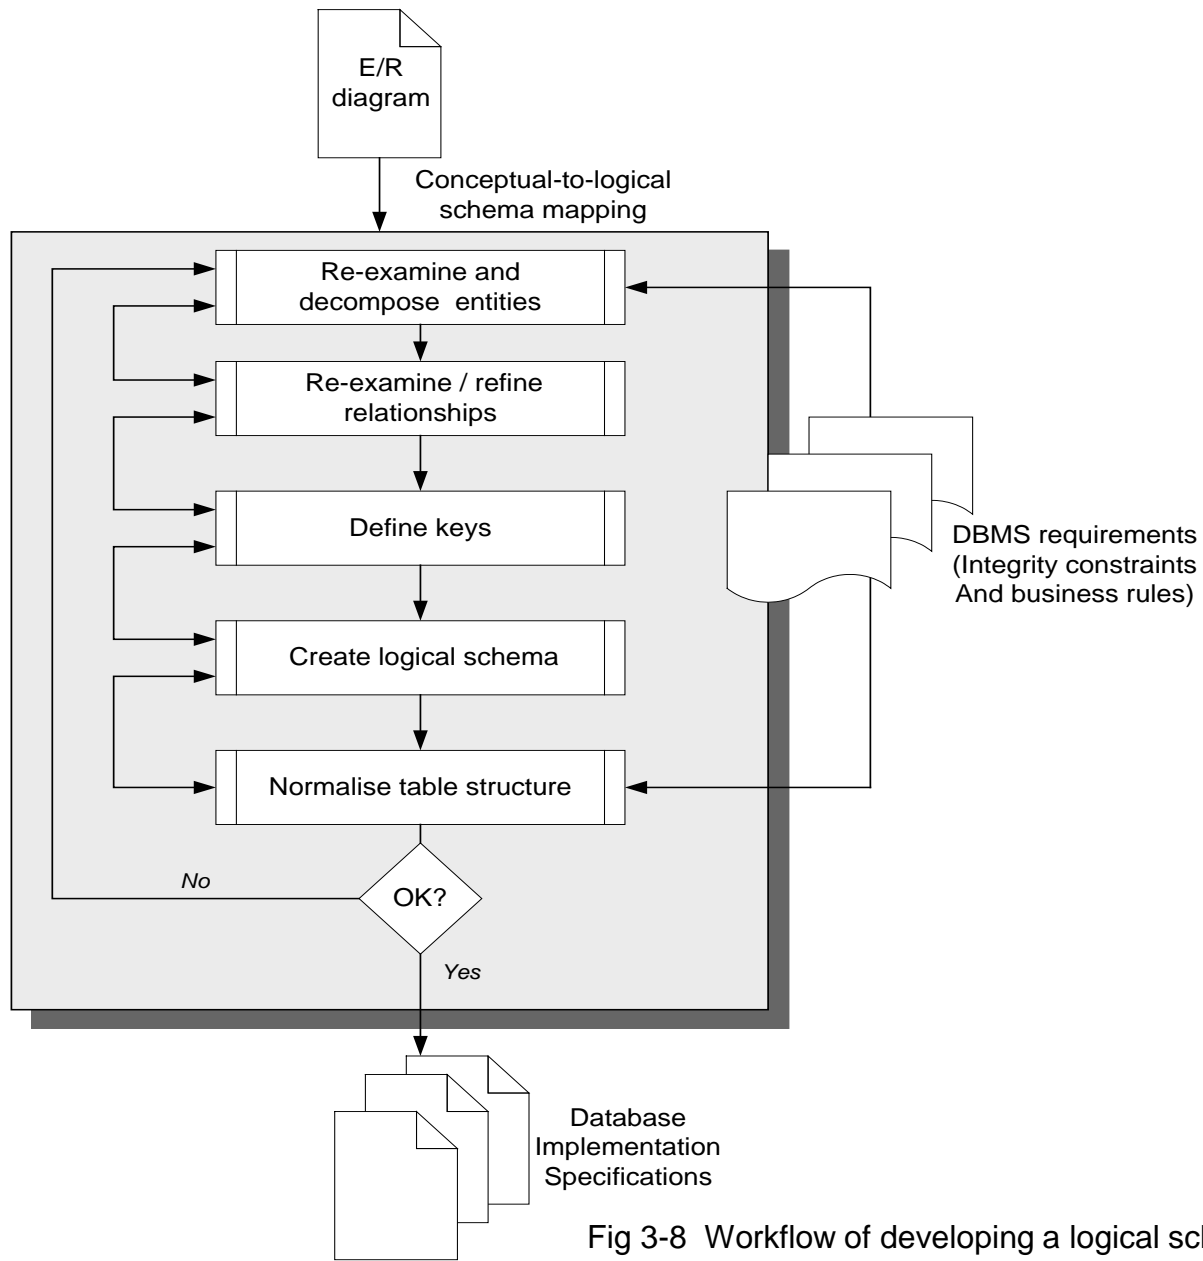 E/R
diagram
Conceptual-to-logical
schema mapping
Re-examine and
decompose entities
Re-examine / refine
relationships
Define keys
DBMS requirements
(Integrity constraints
And business rules)
Create logical schema
Normalise table structure
No
OK?
Yes
Database
Implementation
Specifications
Fig 3-8 Workflow of developing a logical